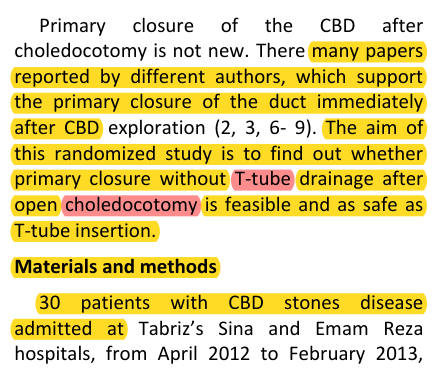 Primary closure of the CBD after
choledocotomy is not new. There many papers
reported by different authors, which support
the primary closure of the duct immediately
after CBD exploration (2, 3, 6- 9). The aim of
this randomized study is to find out whether
primary closure without T-tube drainage after
open choledocotomy is feasible and as safe as
T-tube insertion.
Materials and methods
30 patients with CBD stones disease
admitted at Tabriz’s Sina and Emam Reza
hospitals, from April 2012 to February 2013,